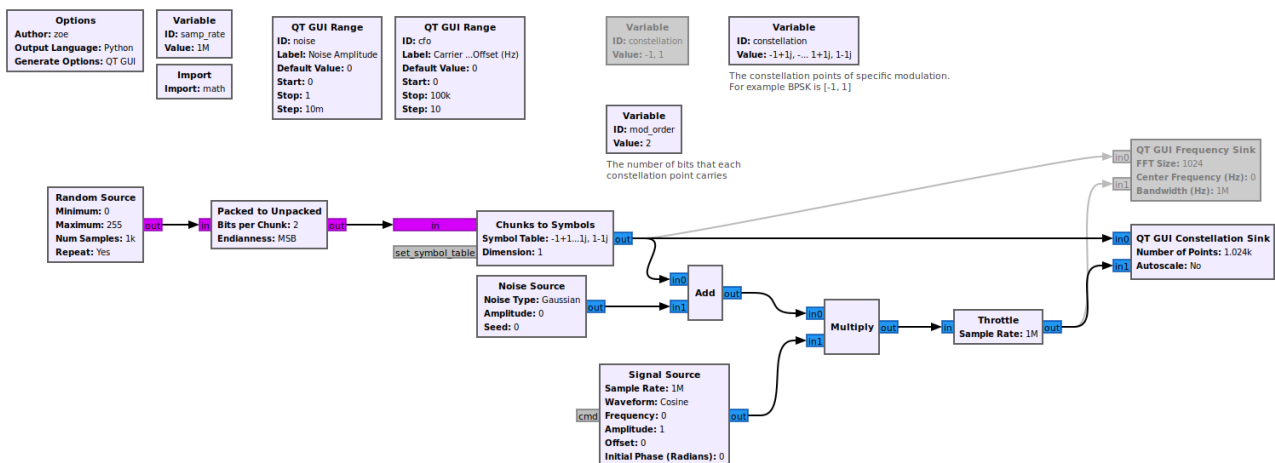 Options
Author: zoe
Output Language: Python
Generate Options: QT GUI
Variable
ID: samp_rate
Value: 1M
Import
Import: math
QT GUI Range
ID: noise
Label: Noise Amplitude
Default Value: 0
Start: 0
Stop: 1
Step: 10m
QT GUI Range
ID: cfo
Label: Carrier ...Offset (Hz)
Default Value: 0
Start: 0
Stop: 100k
Step: 10
Variable
ID: constellation
Value: -1, 1
Variable
ID: constellation
Value: -1+1j, -... 1+1j, 1-1j
The constellation points of specific modulation.
For example BPSK is [-1, 1]
Variable
ID: mod_order
Value: 2
The number of bits that each
constellation point carries
QT GUI Frequency Sink
FFT Size: 1024
Center Frequency (Hz): 0
Bandwidth (Hz): 1M
in0
in1
Random Source
Minimum: 0
Maximum: 255
Num Samples: 1k
Repeat: Yes
out
in
Packed to Unpacked
Bits per Chunk: 2
Endianness: MSB
out
in
set_symbol_table
Chunks to Symbols
Symbol Table: -1+1...1j, 1-1j
Dimension: 1
out
in0
in1
QT GUI Constellation Sink
Number of Points: 1.024k
Autoscale: No
Noise Source
Noise Type: Gaussian
Amplitude: 0
Seed: 0
out
in0
in1
Add
out
in0
in1
Multiply
out
in
Throttle
Sample Rate: 1M
out
cmd
Signal Source
Sample Rate: 1M
Waveform: Cosine
Frequency: 0
Amplitude: 1
Offset: 0
Initial Phase (Radians): 0
out